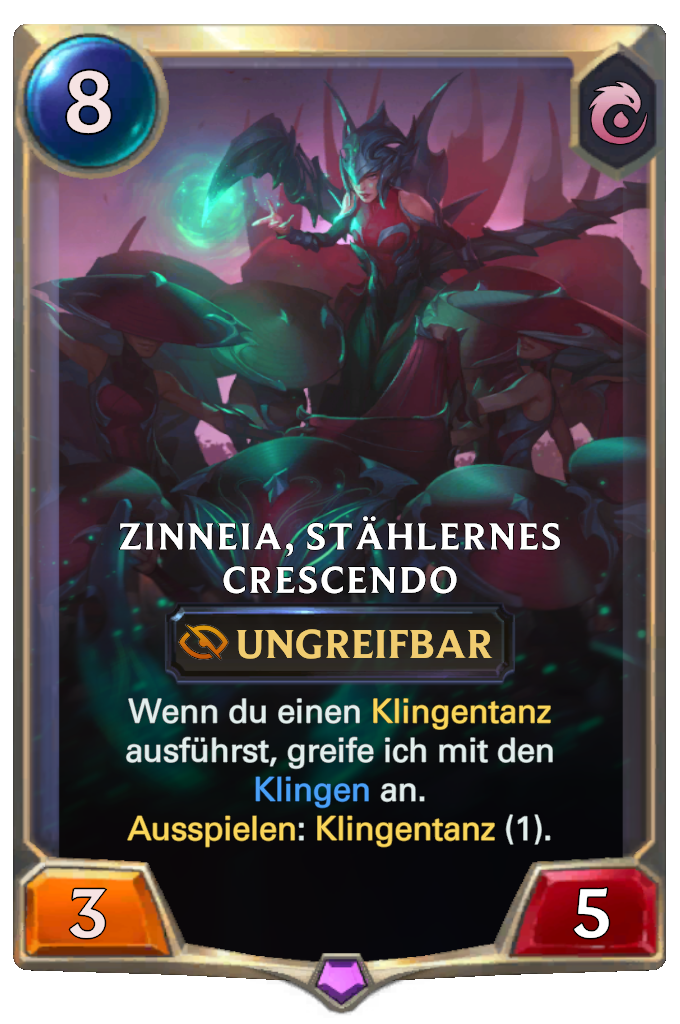 8
ZINNEIA, STÄHLERNES
CRESCENDO
UNGREIFBAR
Wenn du einen Klingentanz
ausführst, greife ich mit den
Klingen an.
Ausspielen: Klingentanz (1).
3
5